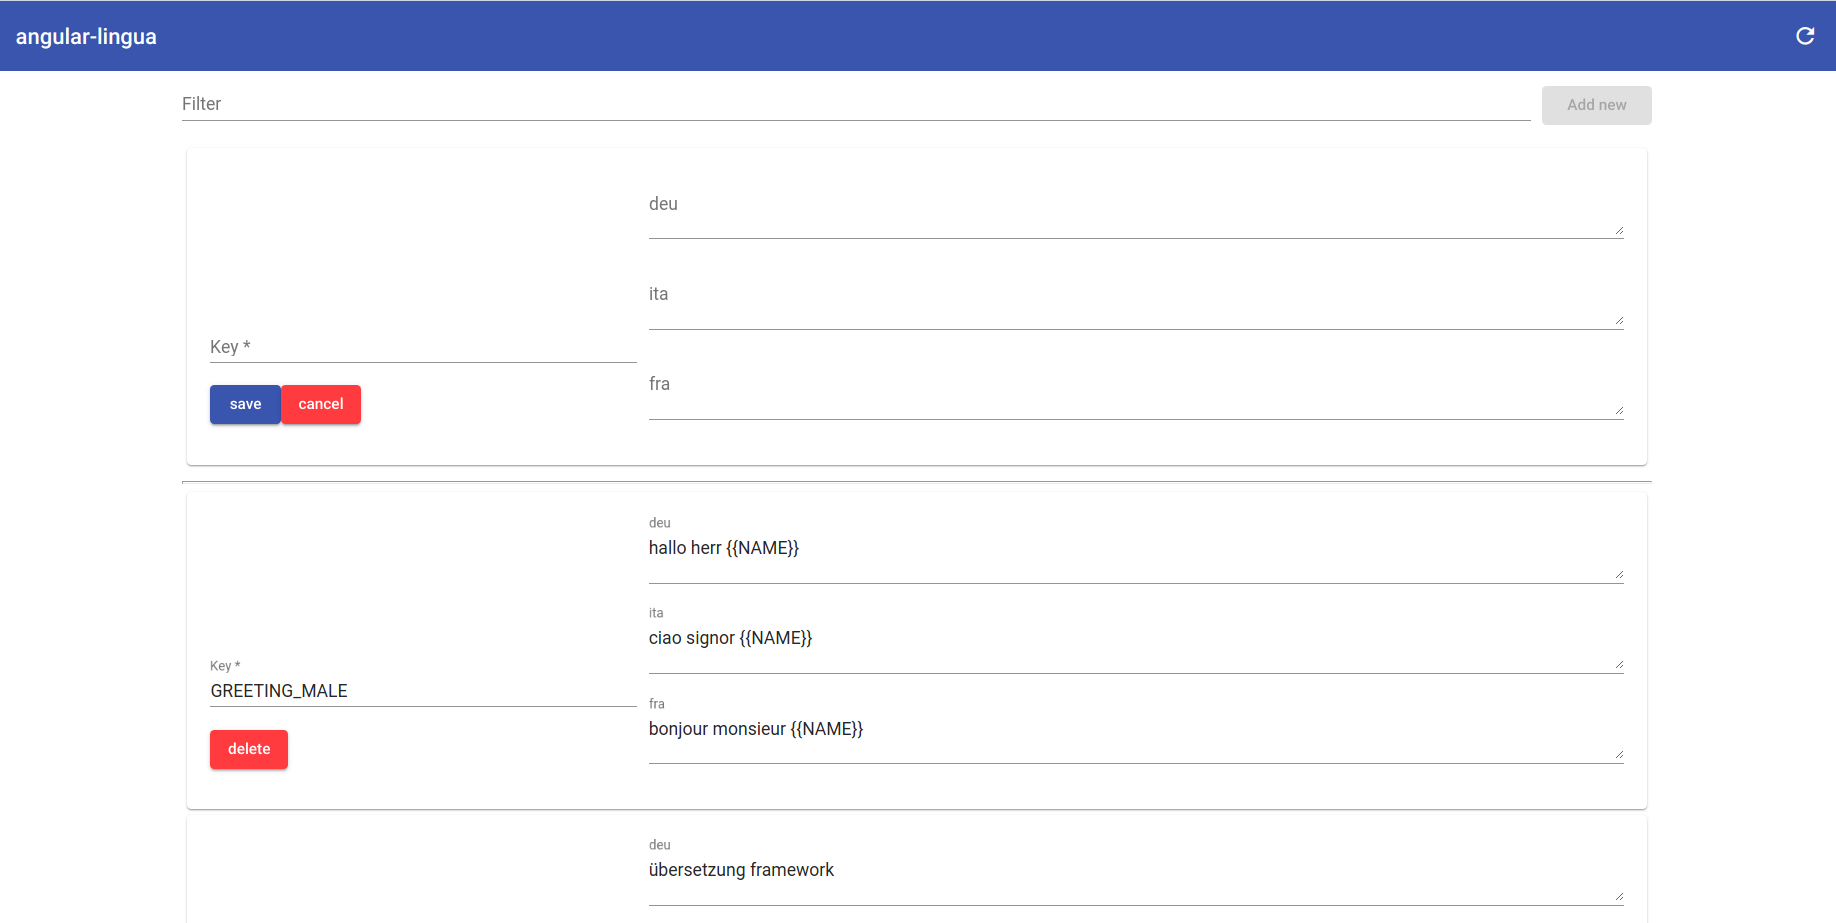 angular-lingua
Filter
Add new
deu
ita
Key *
fra
save
cancel
deu
hallo herr {{NAME}}
ita
ciao signor {{NAME}}
Key *
GREETING_MALE
fra
bonjour monsieur {{NAME}}
delete
deu
übersetzung framework